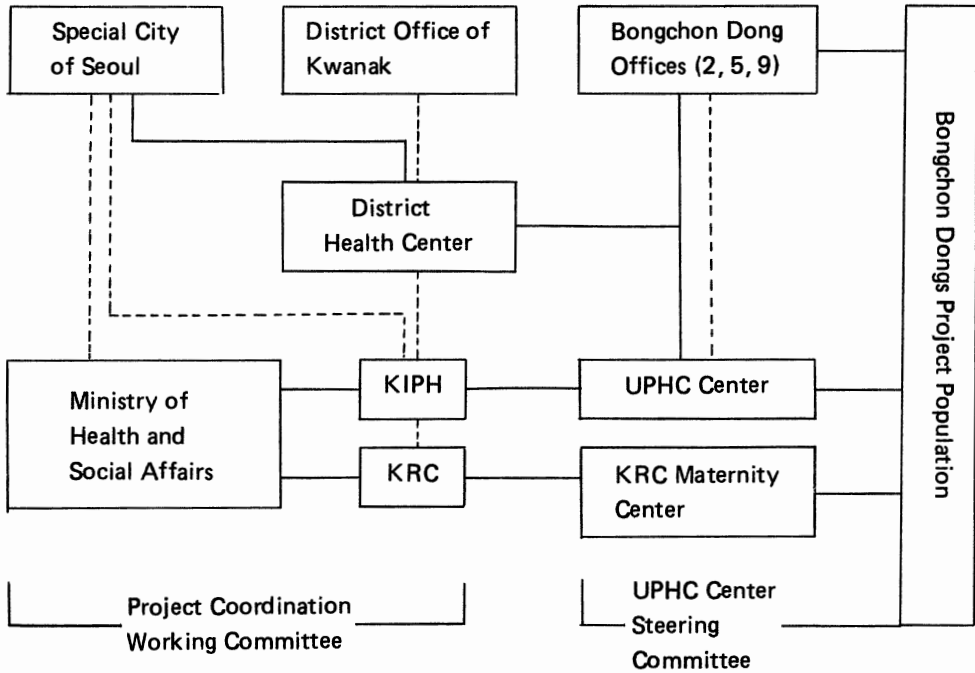 Special City
of Seoul
District Office of
Kwanak
Bongchon Dong
Offices (2, 5, 9)
Bongchon Dongs Project Population
District
Health Center
Ministry of
Health and
Social Affairs
KIPH
UPHC Center
KRC
KRC Maternity
Center
Project Coordination
Working Committee
UPHC Center
Steering
Committee